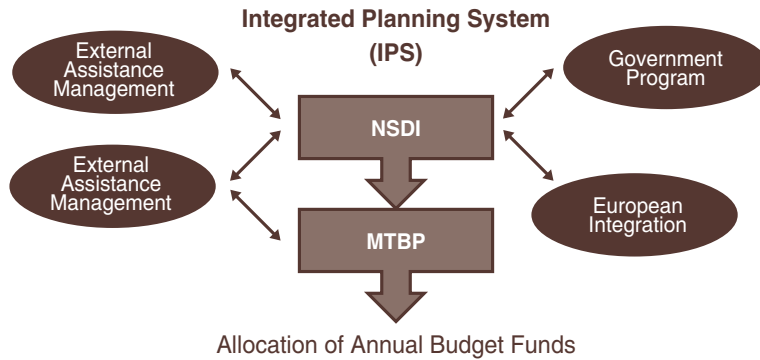 Integrated Planning System
(IPS)
External
Assistance
Management
Government
Program
NSDI
External
Assistance
Management
European
Integration
MTBP
Allocation of Annual Budget Funds